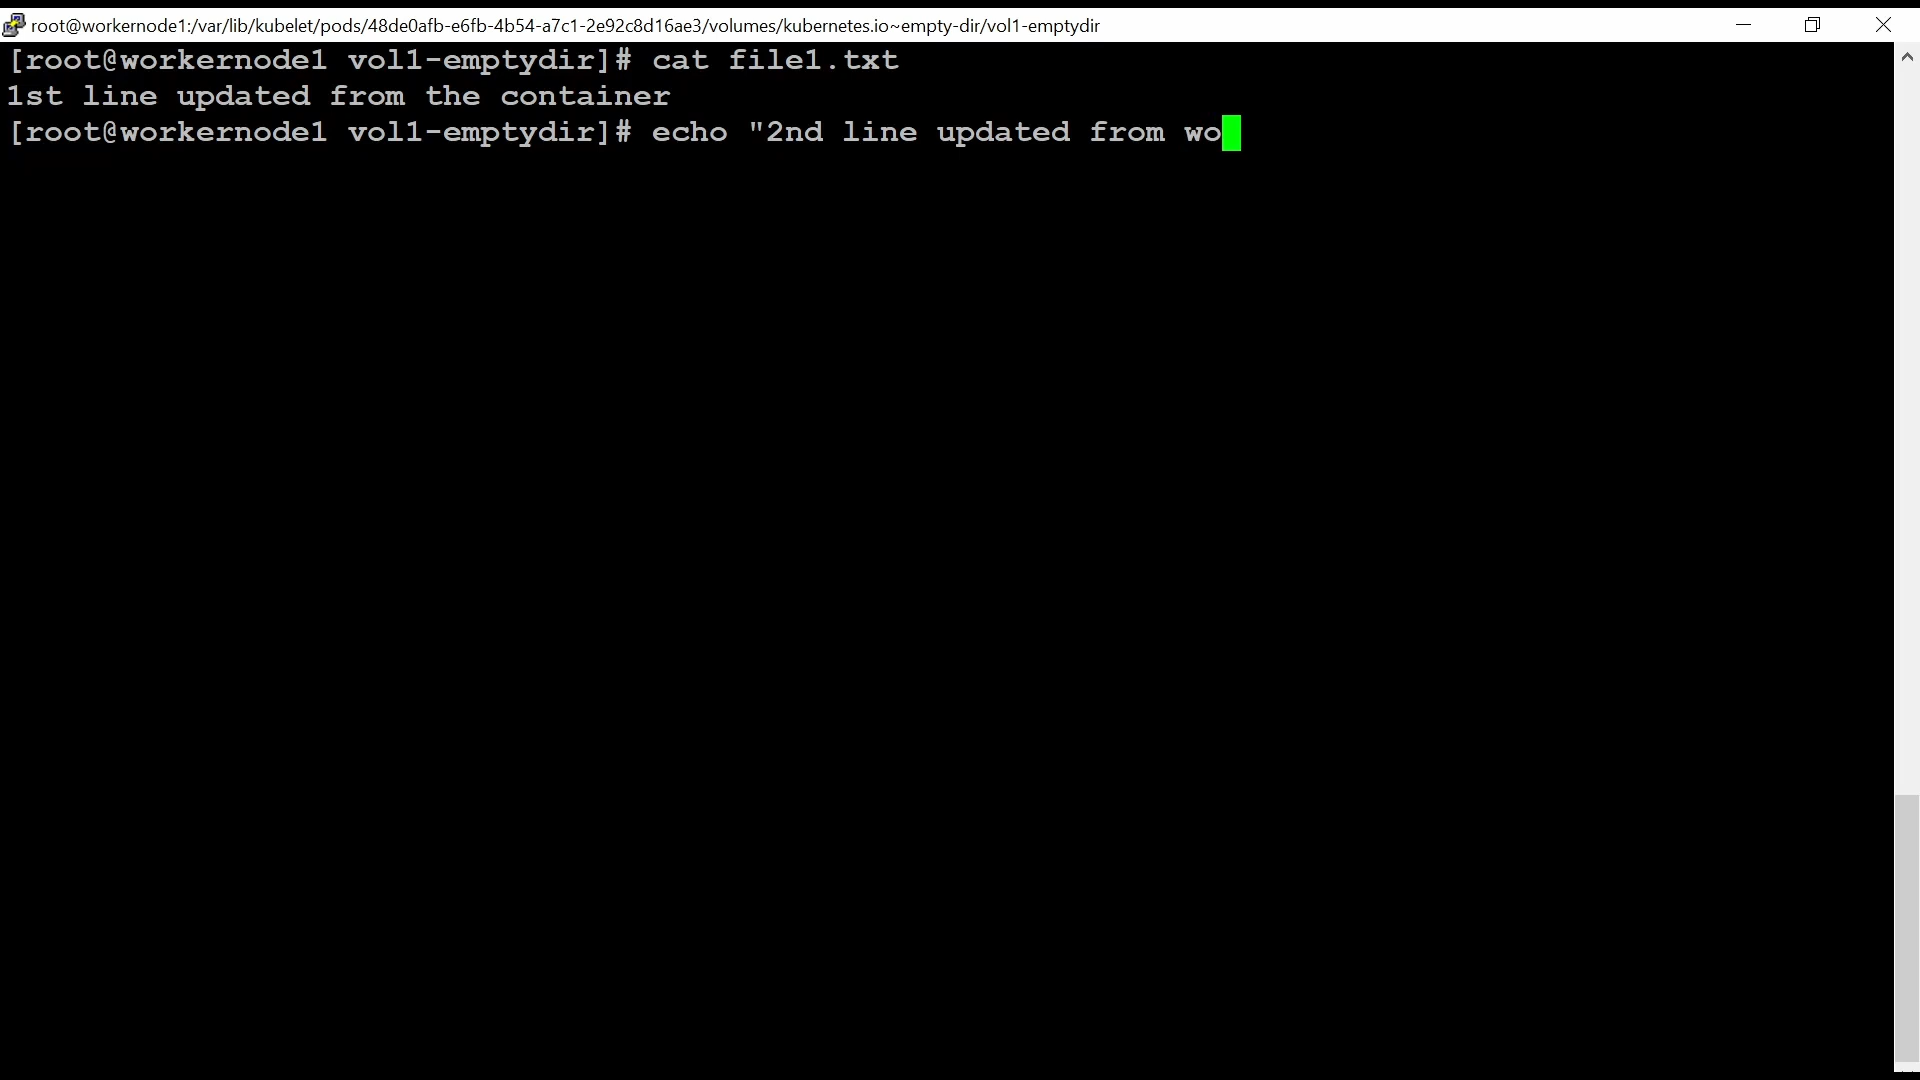 root@workernode1:/var/lib/kubelet/pods/48de0afb-e6fb-4b54-a7c1-2e92c8d16ae3/volumes/kubernetes.io~empty-dir/vol1-emptydir
[root@workernode1 vol1-emptydir]# cat file1.txt
1st line updated from the container
[root@workernode1 vol1-emptydir]# echo "2nd line updated from wo